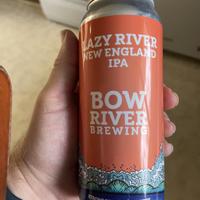 LAZY RIVER
NEW ENGLAND
IPA
BOW
RIVER
BREWING